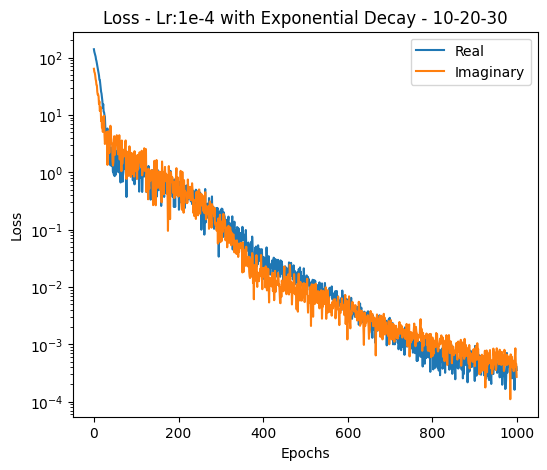 Loss - Lr:1e-4 with Exponential Decay - 10-20-30
Real
Imaginary
10²
10¹
10⁰
10⁻¹
10⁻²
10⁻³
10⁻⁴
Loss
0 200 400 600 800 1000
Epochs